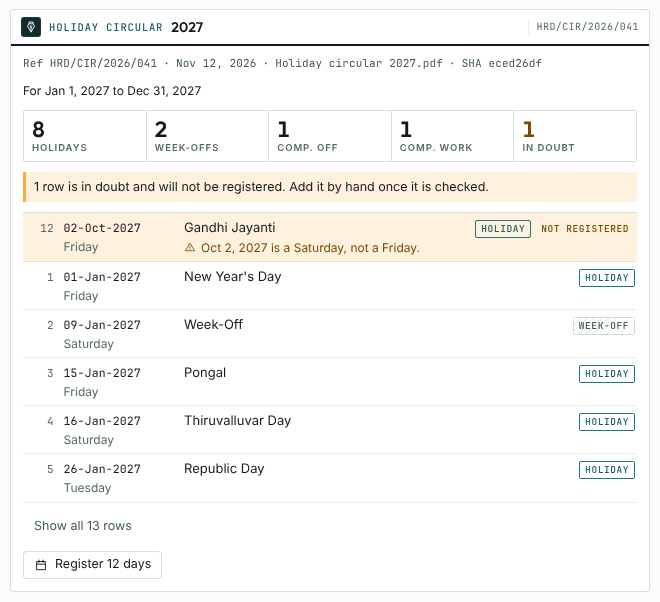 HOLIDAY CIRCULAR 2027 HRD/CIR/2026/041
Ref HRD/CIR/2026/041 · Nov 12, 2026 · Holiday circular 2027.pdf · SHA eced26df
For Jan 1, 2027 to Dec 31, 2027
8 2 1 1 1
HOLIDAYS WEEK-OFFS COMP. OFF COMP. WORK IN DOUBT
1 row is in doubt and will not be registered. Add it by hand once it is checked.
12 02-Oct-2027 Gandhi Jayanti HOLIDAY NOT REGISTERED
Friday Oct 2, 2027 is a Saturday, not a Friday.
1 01-Jan-2027 New Year's Day HOLIDAY
Friday
2 09-Jan-2027 Week-Off WEEK-OFF
Saturday
3 15-Jan-2027 Pongal HOLIDAY
Friday
4 16-Jan-2027 Thiruvalluvar Day HOLIDAY
Saturday
5 26-Jan-2027 Republic Day HOLIDAY
Tuesday
Show all 13 rows
Register 12 days